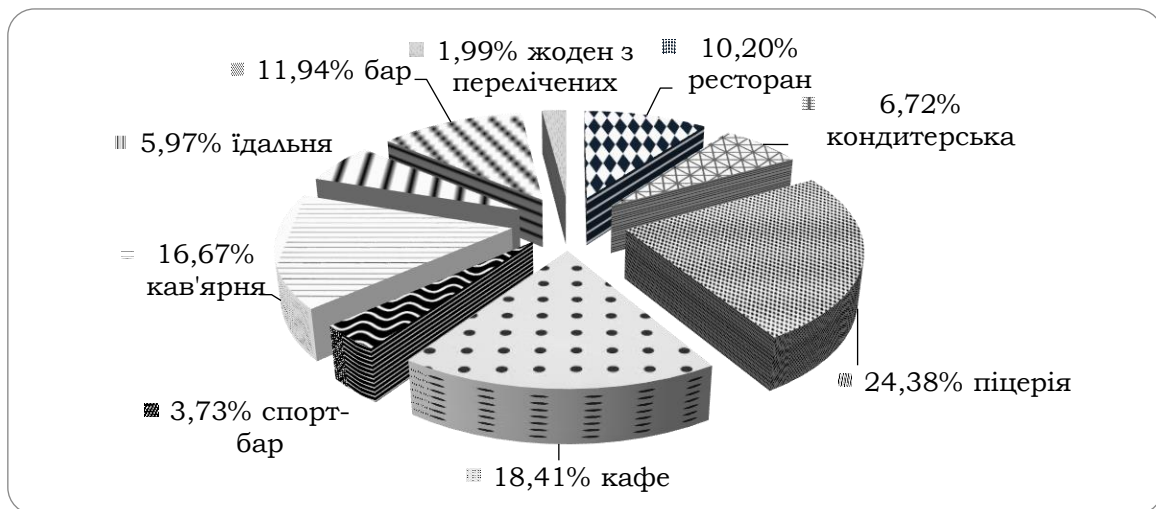 1,99% жоден з
перелічених
10,20%
ресторан
11,94% бар
6,72%
кондитерська
5,97% їдальня
16,67%
кав'ярня
24,38% піцерія
3,73% спорт-
бар
18,41% кафе